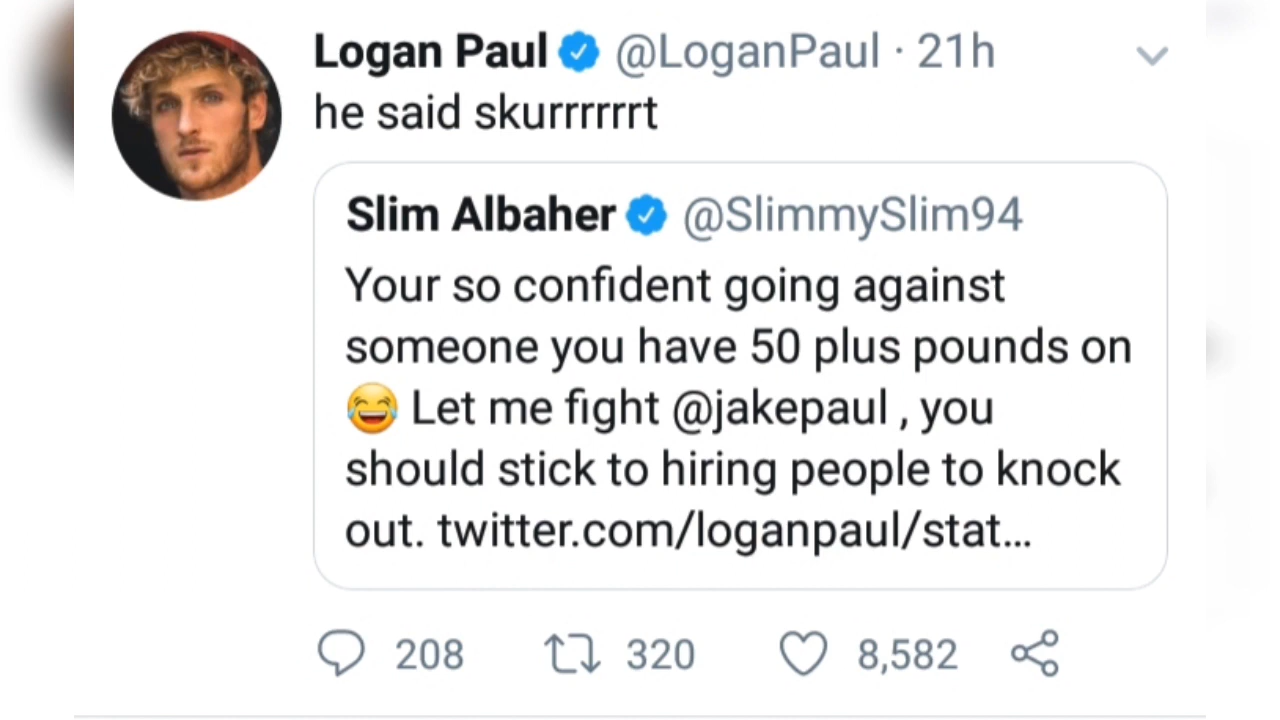 Logan Paul @LoganPaul · 21h
he said skurrrrrrt
Slim Albaher @SlimmySlim94
Your so confident going against
someone you have 50 plus pounds on
😂 Let me fight @jakepaul , you
should stick to hiring people to knock
out. twitter.com/loganpaul/stat...
208 320 8,582